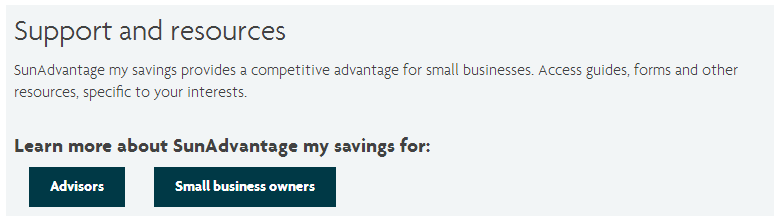 Support and resources
SunAdvantage my savings provides a competitive advantage for small businesses. Access guides, forms and other
resources, specific to your interests.
Learn more about SunAdvantage my savings for:
Advisors
Small business owners